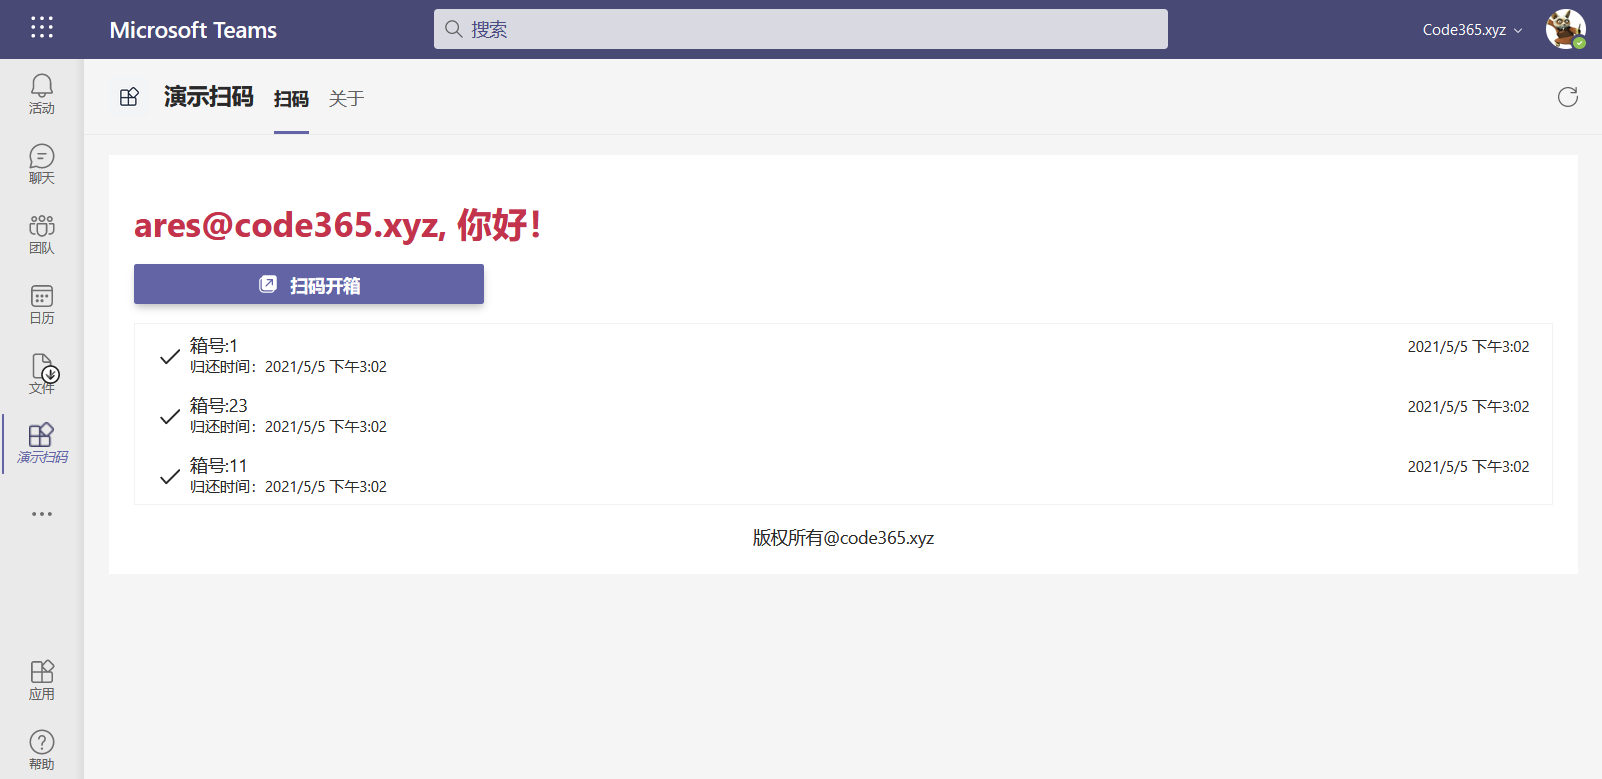 Microsoft Teams
搜索
Code365.xyz
活动
聊天
团队
日历
文件
演示扫码
应用
帮助
演示扫码 扫码 关于
ares@code365.xyz, 你好!
扫码开箱
箱号:1 2021/5/5 下午3:02
归还时间：2021/5/5 下午3:02
箱号:23 2021/5/5 下午3:02
归还时间：2021/5/5 下午3:02
箱号:11 2021/5/5 下午3:02
归还时间：2021/5/5 下午3:02
版权所有@code365.xyz